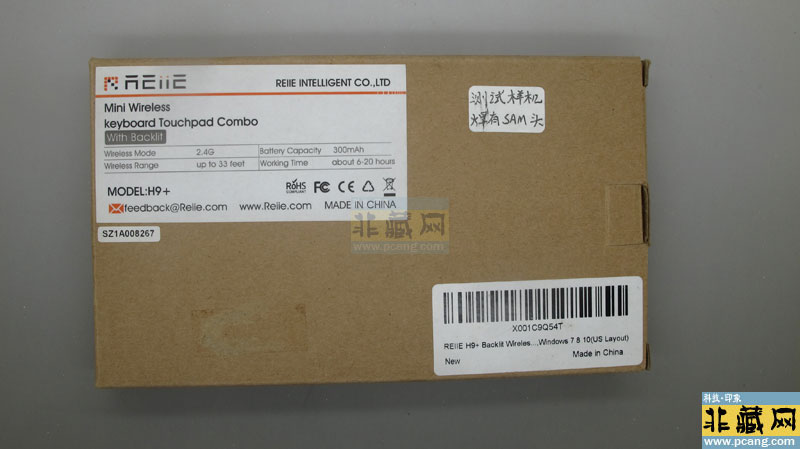 REIIE
REIIE INTELLIGENT CO.,LTD
Mini Wireless
keyboard Touchpad Combo
With Backlit
Wireless Mode 2.4G Battery Capacity 300mAh
Wireless Range up to 33 feet Working Time about 6-20 hours
MODEL:H9+
RoHS
COMPLIANT
FC CE
feedback@Reiie.com www.Reiie.com MADE IN CHINA
SZ1A008267
测试样机
焊有SAM头
非藏网
www.pcang.com
X001C9Q54T
REIIE H9+ Backlit Wireles....Windows 7 8 10(US Layout)
New Made in China
科技·印象
非藏网
www.pcang.com